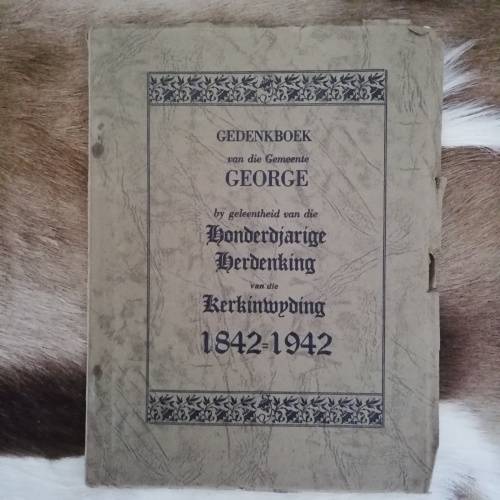 GEDENKBOEK
van die Gemeente
GEORGE
by geleentheid van die
Honderdjarige
Herdenking
van die
Kerkinwyding
1842=1942